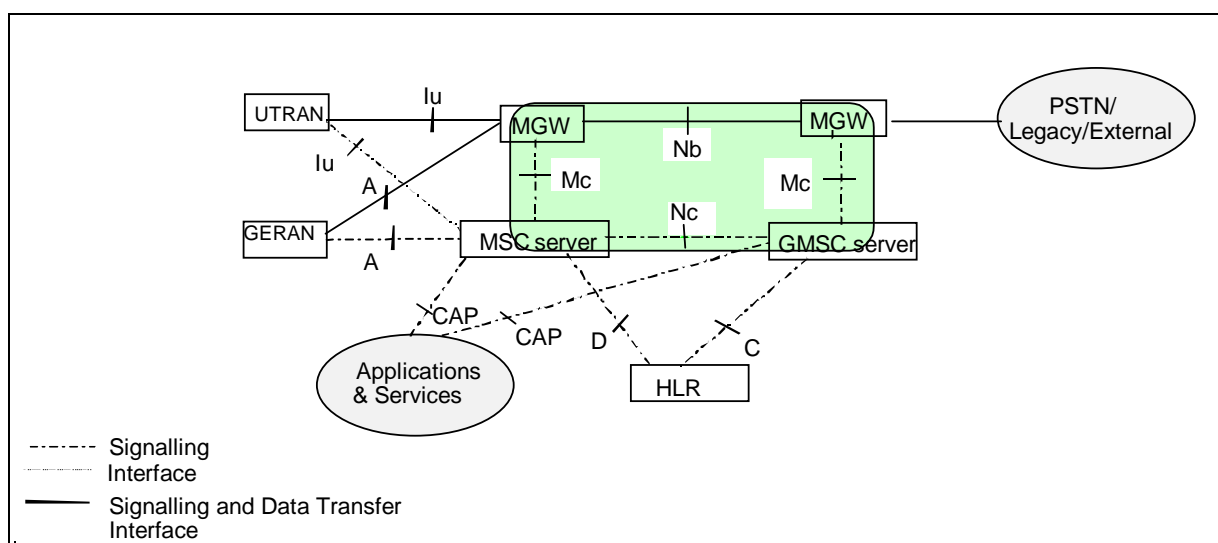 Iu
UTRAN
MGW
MGW
PSTN/
Legacy/External
Iu
Nb
A
Mc
Mc
GERAN
A
MSC server
Nc
GMSC server
CAP
CAP
D
C
Applications
& Services
HLR
Signalling
Interface
Signalling and Data Transfer
Interface